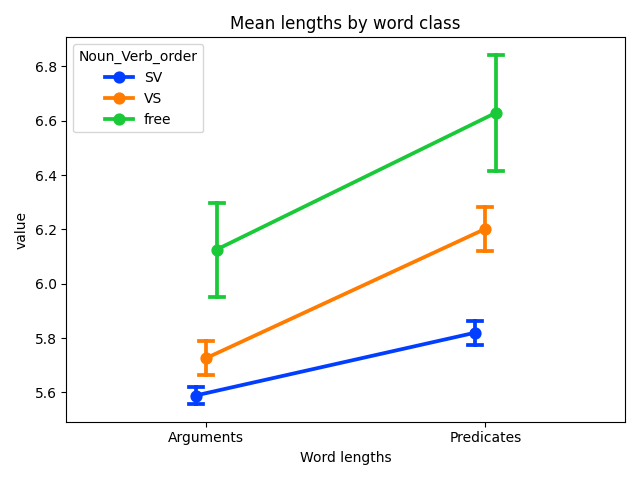 Mean lengths by word class
Noun_Verb_order
SV
VS
free
value
6.8
6.6
6.4
6.2
6.0
5.8
5.6
Arguments
Predicates
Word lengths